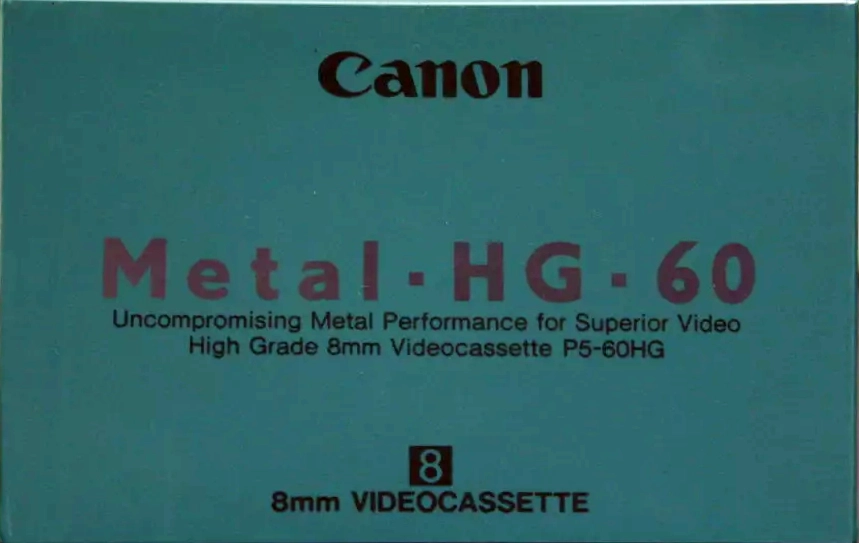 Canon
Metal·HG·60
Uncompromising Metal Performance for Superior Video
High Grade 8mm Videocassette P5-60HG
8
8mm VIDEOCASSETTE